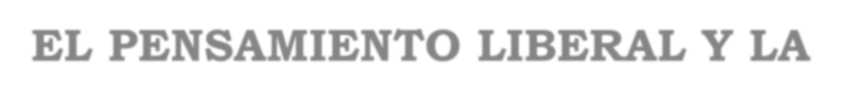 EL PENSAMIENTO LIBERAL Y LA